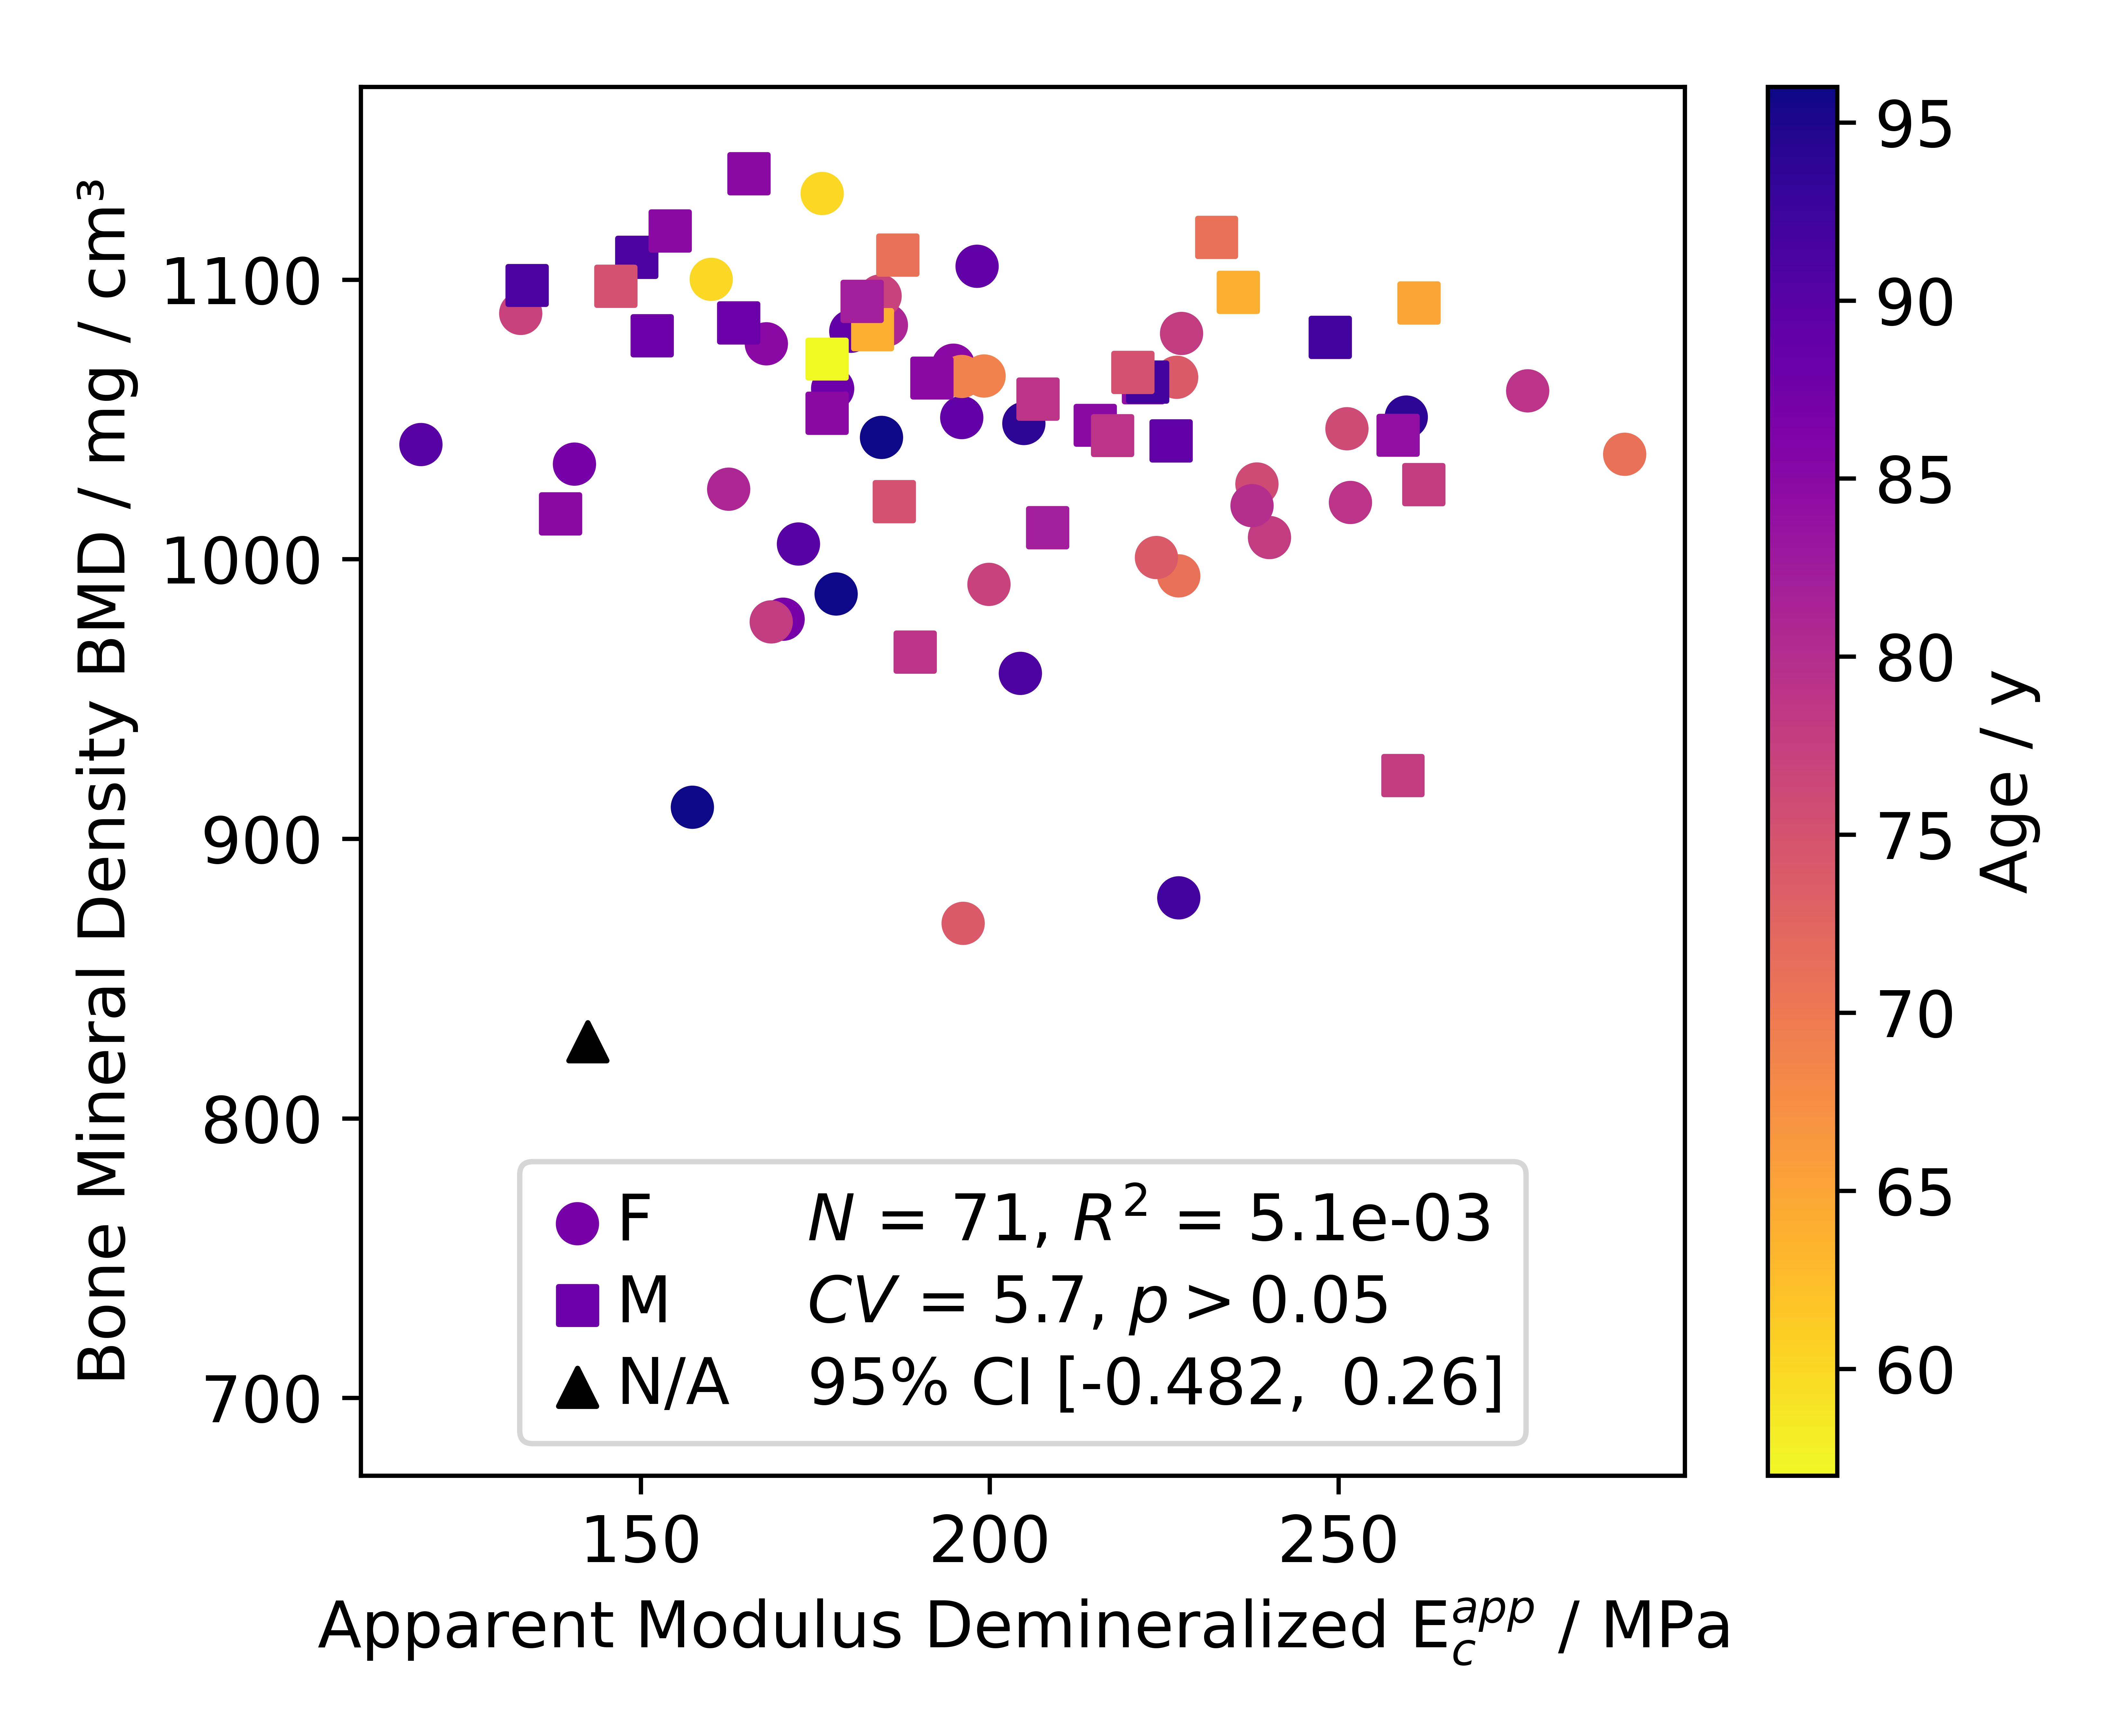 Bone Mineral Density BMD / mg / cm³
1100
1000
900
800
700
F N = 71, R² = 5.1e-03
M CV = 5.7, p > 0.05
N/A 95% CI [-0.482, 0.26]
150 200 250
Apparent Modulus Demineralized E_c^app / MPa
95
90
85
80
75
70
65
60
Age / y